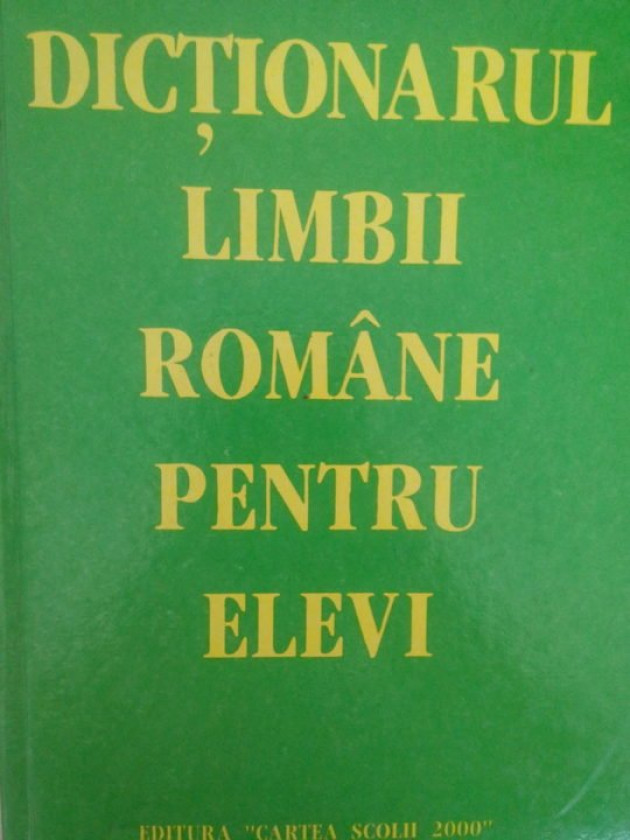 DICȚIONARUL
LIMBII
ROMÂNE
PENTRU
ELEVI
EDITURA "CARTEA SCOLII 2000"